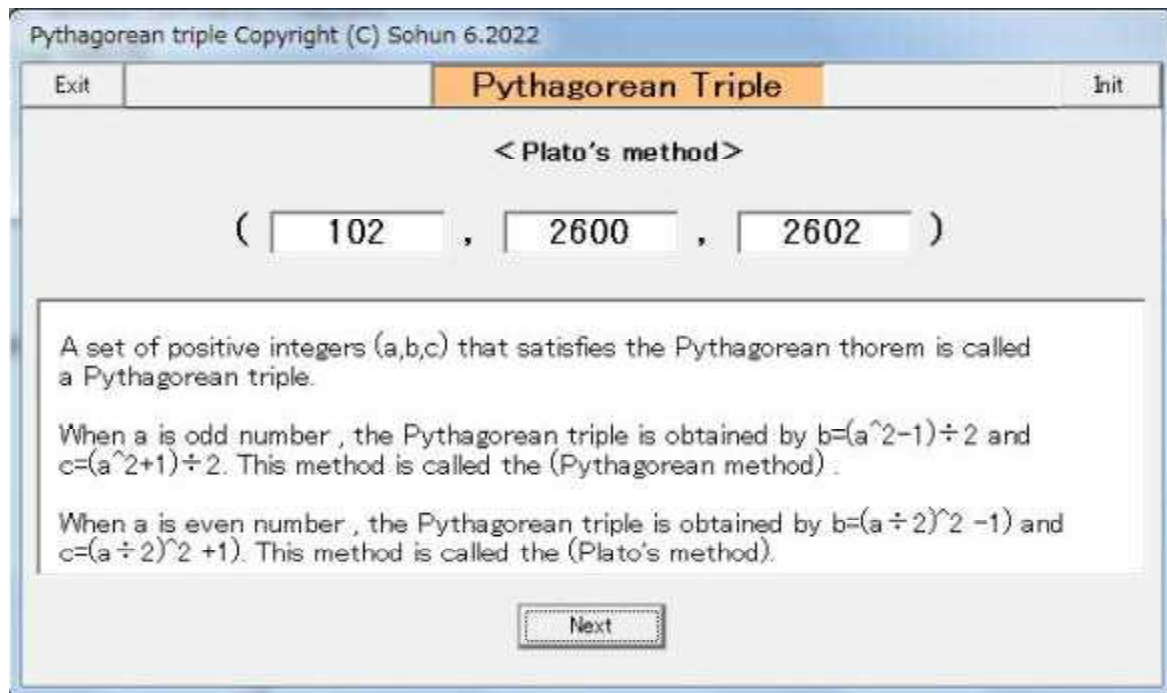 Pythagorean triple Copyright (C) Sohun 6.2022
Exit Pythagorean Triple Init
<Plato's method>
( 102 , 2600 , 2602 )
A set of positive integers (a,b,c) that satisfies the Pythagorean thorem is called
a Pythagorean triple.
When a is odd number , the Pythagorean triple is obtained by b=(a^2-1)÷2 and
c=(a^2+1)÷2. This method is called the (Pythagorean method) .
When a is even number , the Pythagorean triple is obtained by b=(a÷2)^2 -1) and
c=(a÷2)^2 +1). This method is called the (Plato's method).
Next